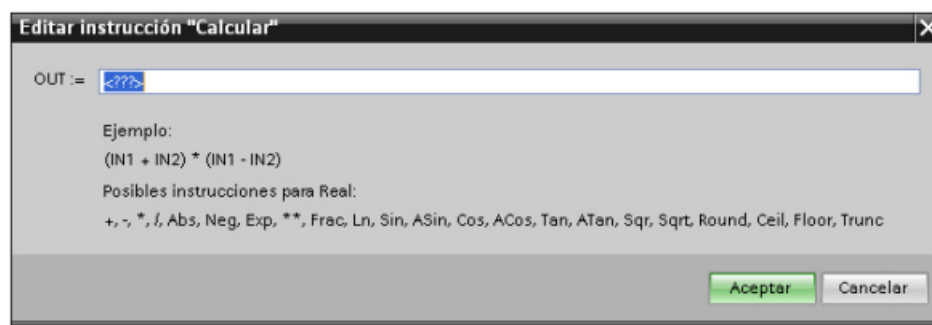 Editar instrucción "Calcular"
OUT := <???>
Ejemplo:
(IN1 + IN2) * (IN1 - IN2)
Posibles instrucciones para Real:
+, -, *, /, Abs, Neg, Exp, **, Frac, Ln, Sin, ASin, Cos, ACos, Tan, ATan, Sqr, Sqrt, Round, Ceil, Floor, Trunc
Aceptar Cancelar